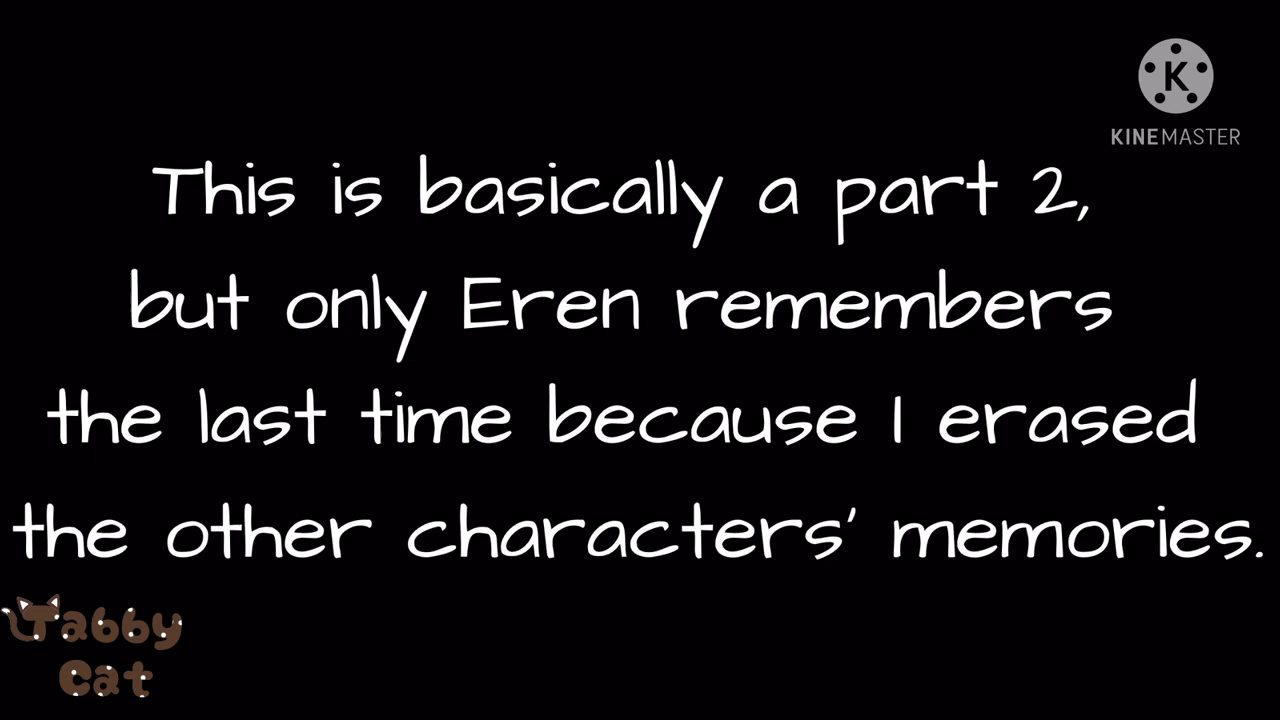 K
KINEMASTER
This is basically a part 2,
but only Eren remembers
the last time because I erased
the other characters' memories.
Tabby
Cat